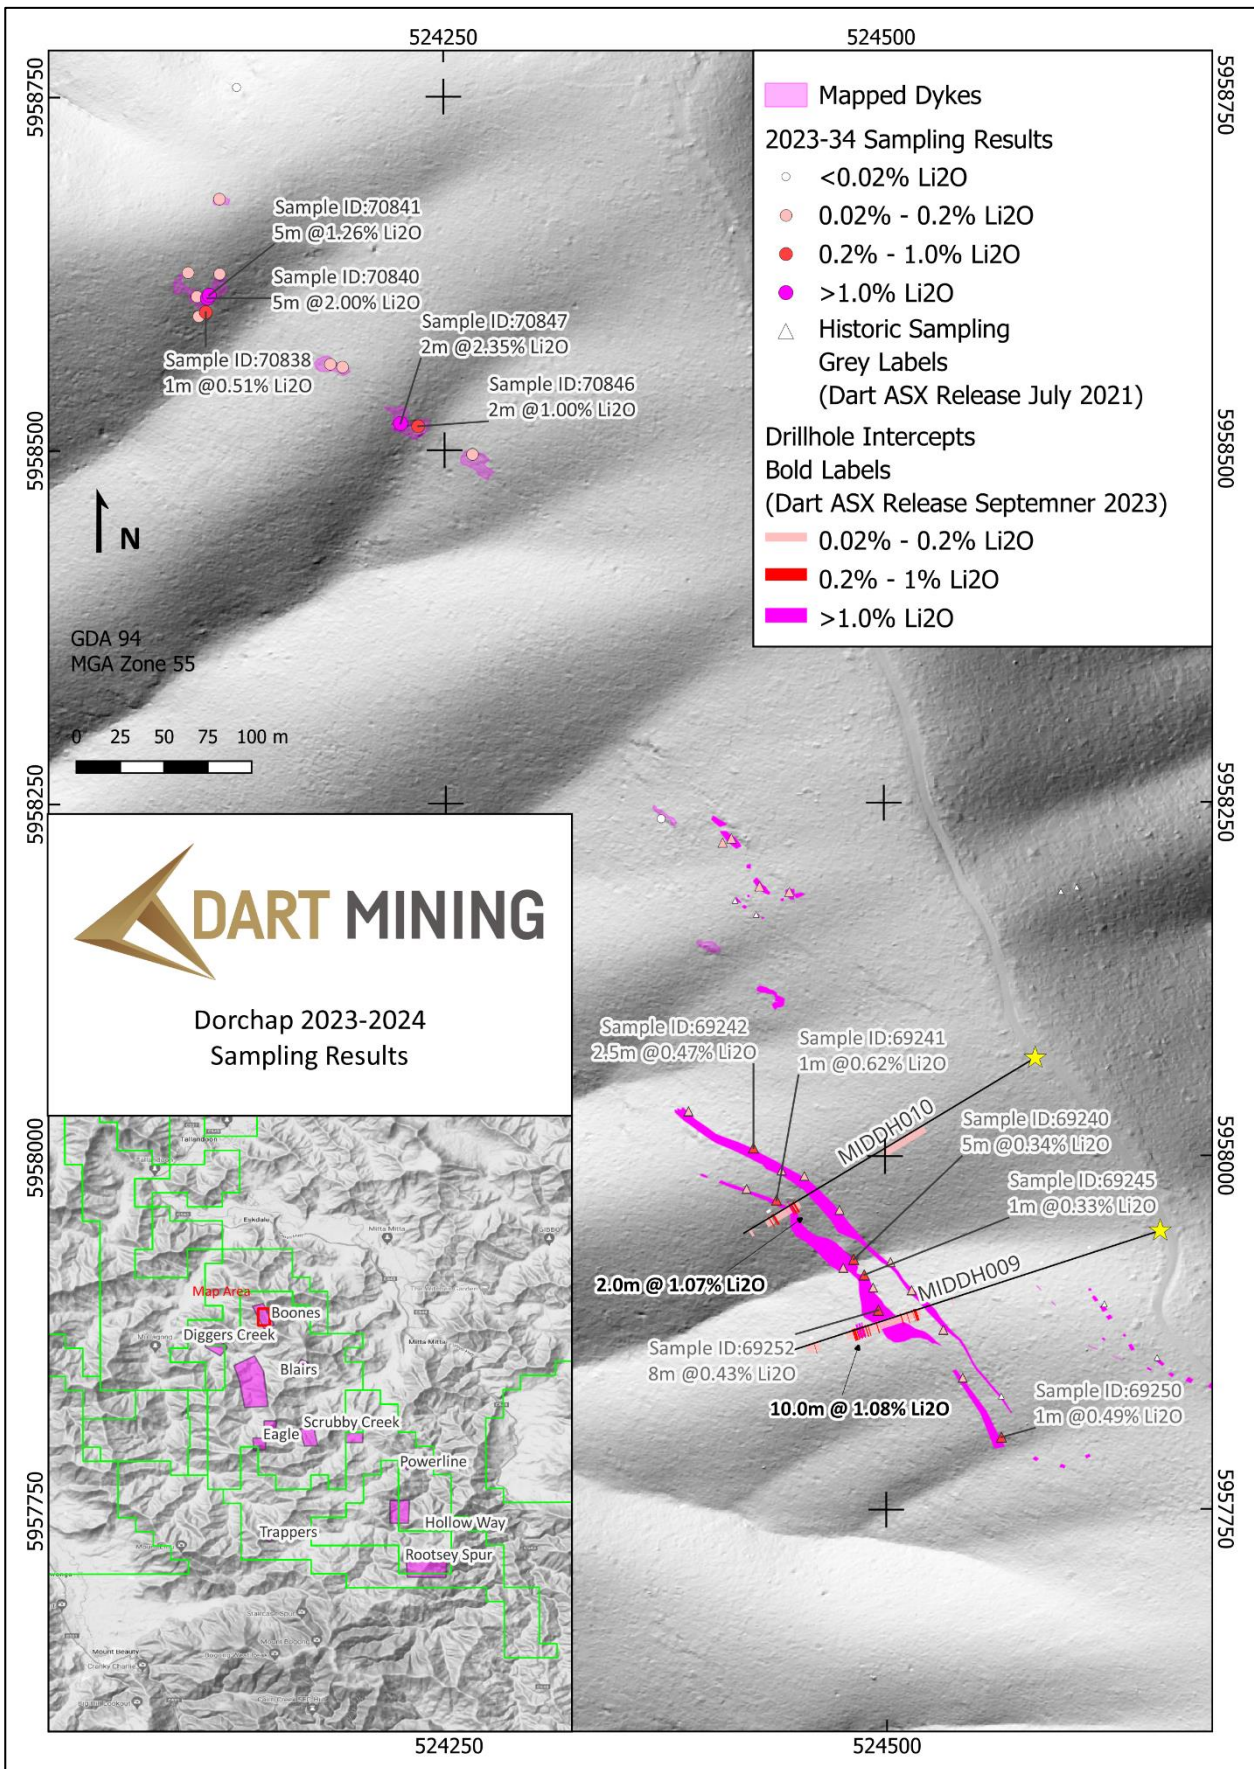 524250
524500
5958750
5958750
Mapped Dykes
2023-34 Sampling Results
<0.02% Li2O
0.02% - 0.2% Li2O
0.2% - 1.0% Li2O
>1.0% Li2O
Historic Sampling
Grey Labels
(Dart ASX Release July 2021)
Drillhole Intercepts
Bold Labels
(Dart ASX Release Septemner 2023)
0.02% - 0.2% Li2O
0.2% - 1% Li2O
>1.0% Li2O
Sample ID:70841
5m @1.26% Li2O
Sample ID:70840
5m @2.00% Li2O
Sample ID:70847
2m @2.35% Li2O
Sample ID:70838
1m @0.51% Li2O
Sample ID:70846
2m @1.00% Li2O
5958500
5958500
N
GDA 94
MGA Zone 55
0 25 50 75 100 m
5958250
5958250
DART MINING
Dorchap 2023-2024
Sampling Results
Sample ID:69242
2.5m @0.47% Li2O
Sample ID:69241
1m @0.62% Li2O
MIDDH010
Sample ID:69240
5m @0.34% Li2O
Sample ID:69245
1m @0.33% Li2O
5958000
5958000
2.0m @ 1.07% Li2O
MIDDH009
Sample ID:69252
8m @0.43% Li2O
10.0m @ 1.08% Li2O
Sample ID:69250
1m @0.49% Li2O
Tallandoon
Eskdale
Mitta Mitta
Map Area
Boones
Diggers Creek
Mitta Mitta
Blairs
Scrubby Creek
Eagle
Powerline
Hollow Way
Trappers
Rootsey Spur
Mount Beauty
5957750
5957750
524250
524500